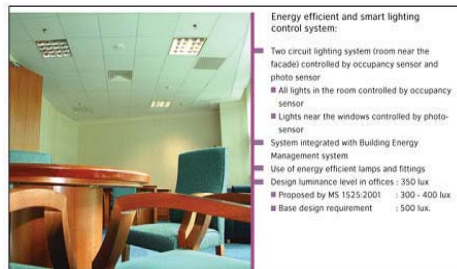 Energy efficient and smart lighting
control system:
Two circuit lighting system (room near the
facade) controlled by occupancy sensor and
photo sensor
All lights in the room controlled by occupancy
sensor
Lights near the windows controlled by photo-
sensor
System integrated with Building Energy
Management system
Use of energy efficient lamps and fittings
Design luminance level in offices : 350 lux
Proposed by MS 1525:2001 : 300 - 400 lux
Base design requirement : 500 lux.